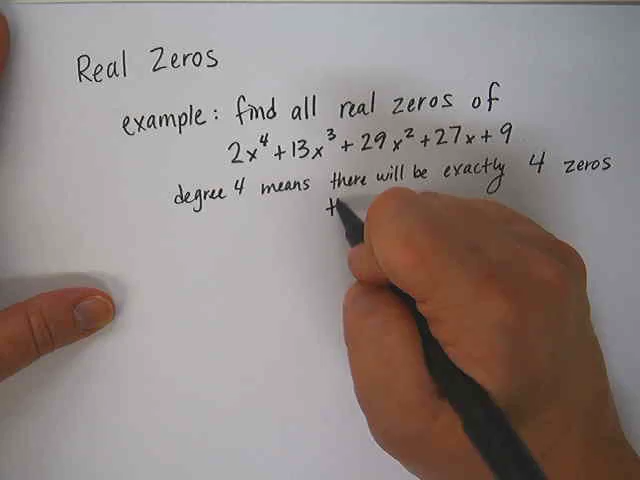 Real Zeros
example: find all real zeros of
2x⁴+13x³+29x²+27x+9
degree 4 means there will be exactly 4 zeros